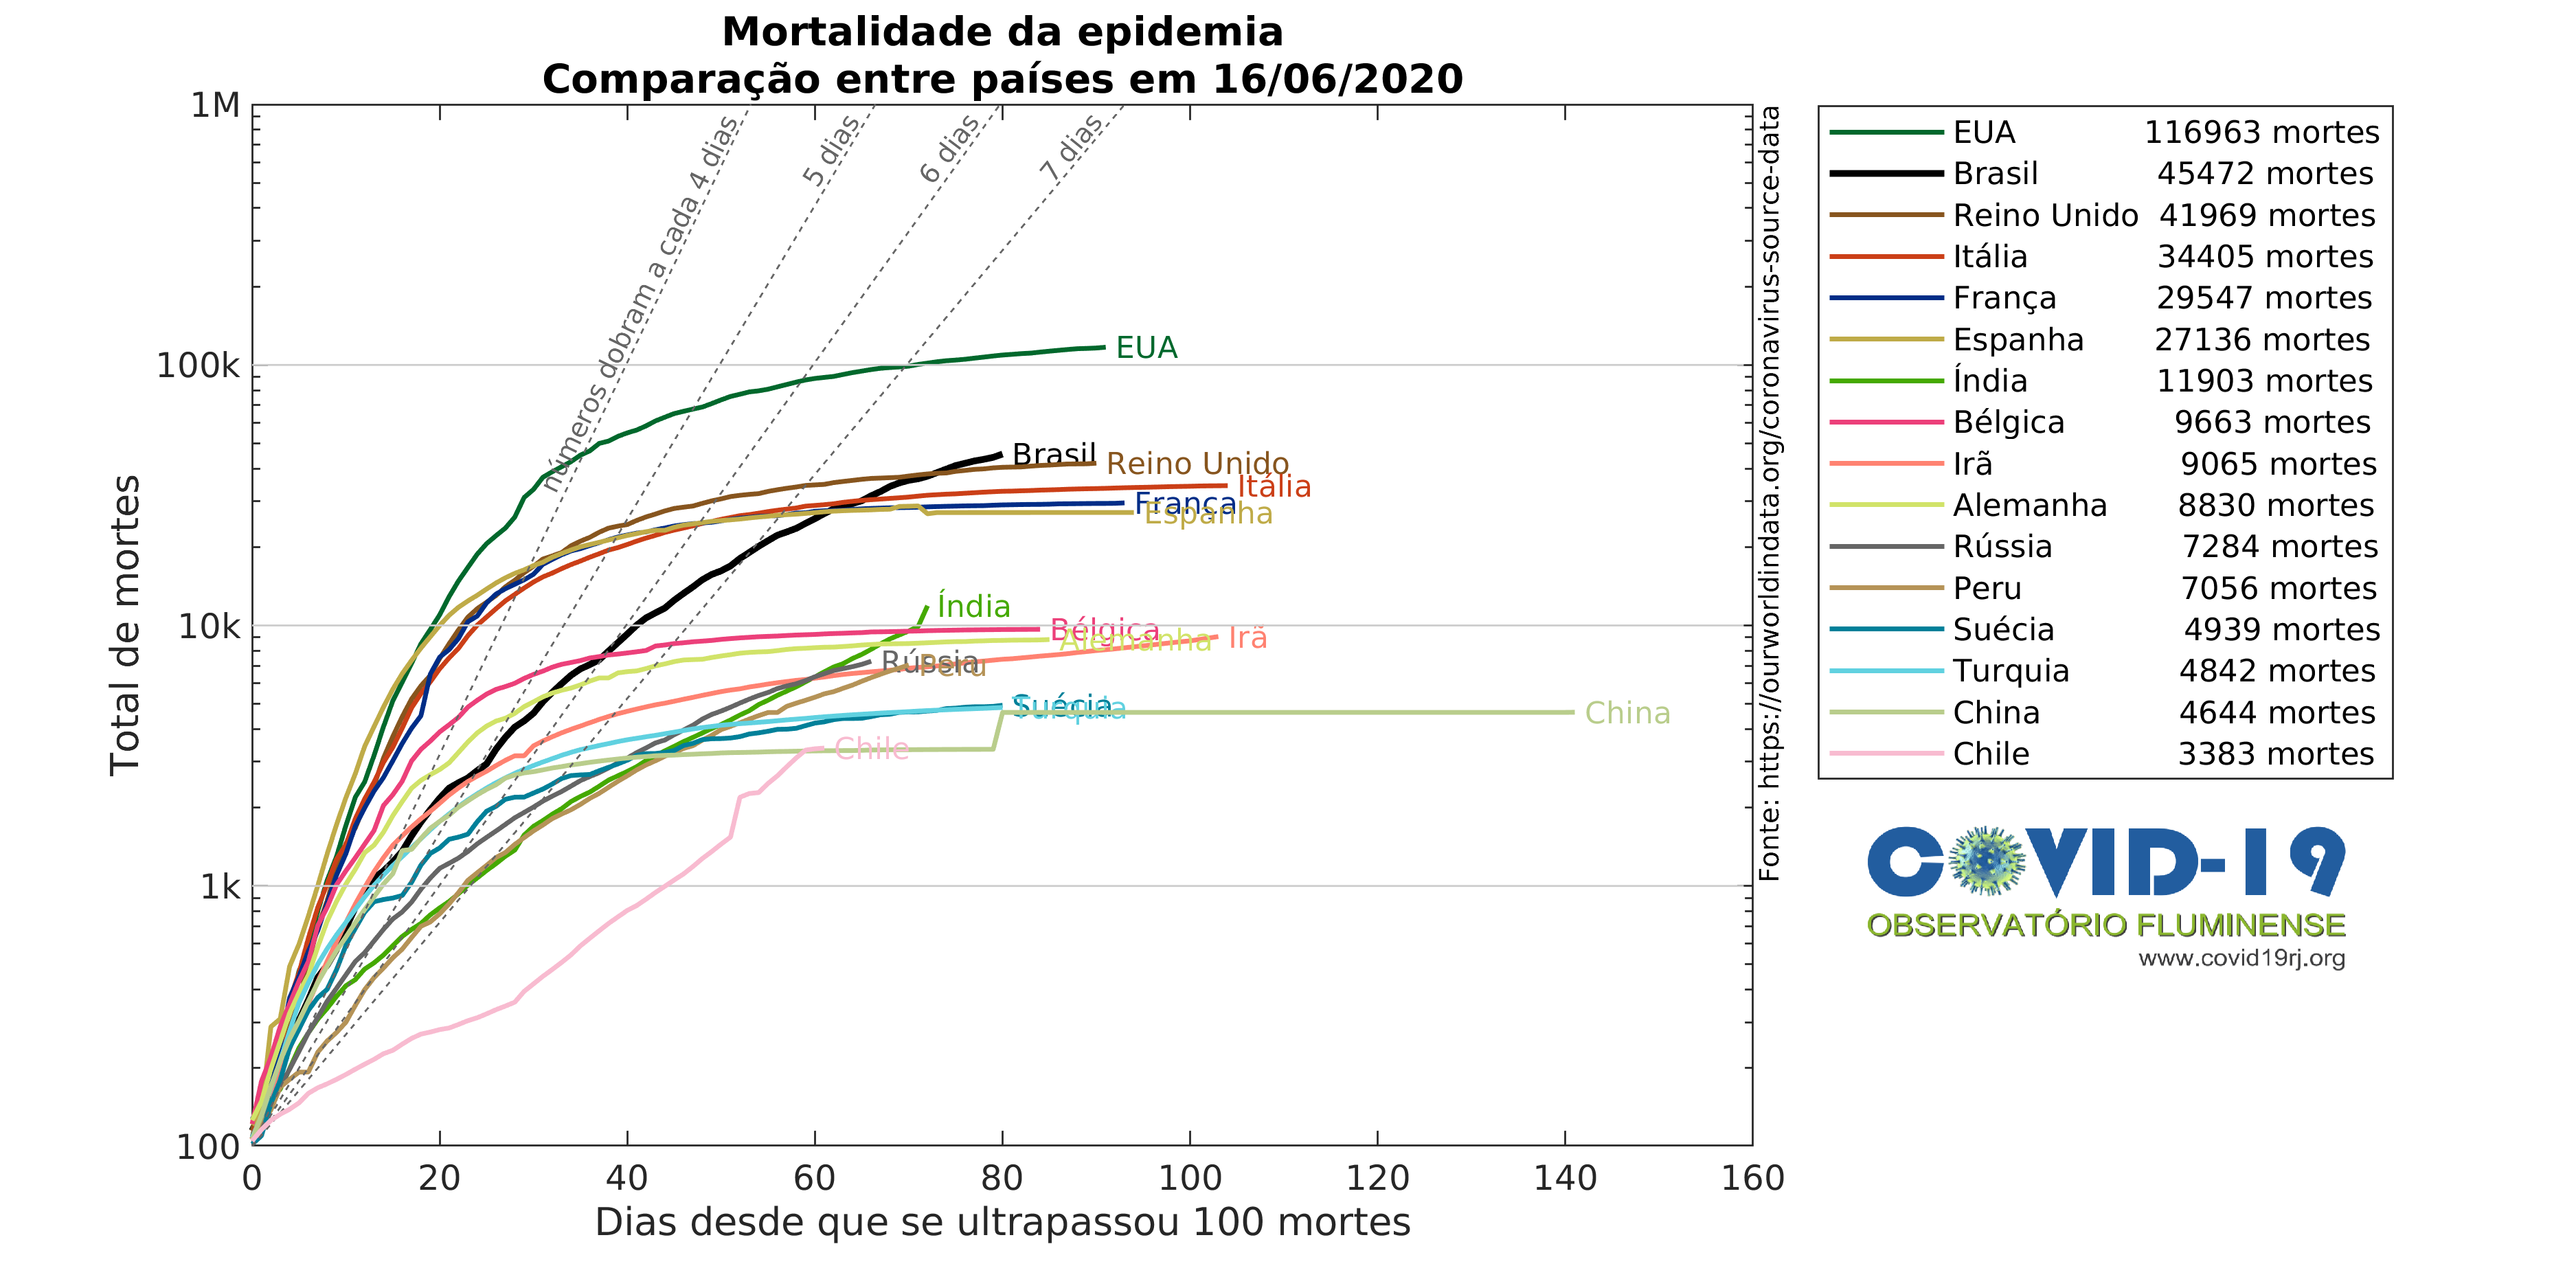 Mortalidade da epidemia
Comparação entre países em 16/06/2020
1M
100k
10k
1k
100
Total de mortes
0 20 40 60 80 100 120 140 160
Dias desde que se ultrapassou 100 mortes
números dobram a cada 4 dias
5 dias
6 dias
7 dias
EUA
Brasil
Reino Unido
Itália
França
Espanha
Índia
Bélgica
Alemanha
Irã
Rússia
Peru
Suécia
Turquia
China
Chile
Fonte: https://ourworldindata.org/coronavirus-source-data
EUA 116963 mortes
Brasil 45472 mortes
Reino Unido 41969 mortes
Itália 34405 mortes
França 29547 mortes
Espanha 27136 mortes
Índia 11903 mortes
Bélgica 9663 mortes
Irã 9065 mortes
Alemanha 8830 mortes
Rússia 7284 mortes
Peru 7056 mortes
Suécia 4939 mortes
Turquia 4842 mortes
China 4644 mortes
Chile 3383 mortes
COVID-19
OBSERVATÓRIO FLUMINENSE
www.covid19rj.org